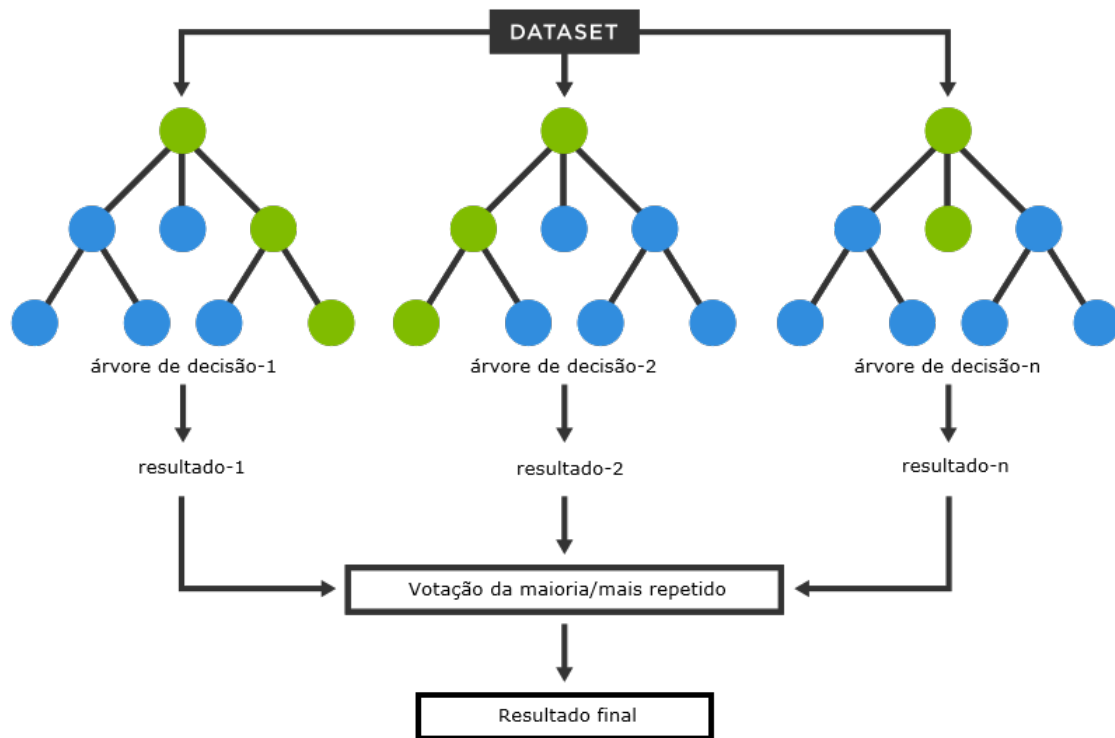 DATASET
árvore de decisão-1
árvore de decisão-2
árvore de decisão-n
resultado-1
resultado-2
resultado-n
Votação da maioria/mais repetido
Resultado final